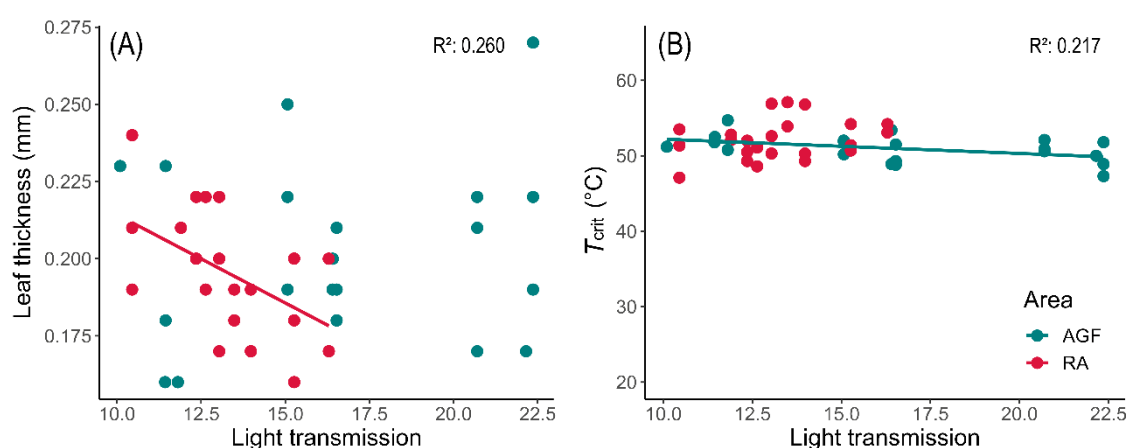 (A)
R²: 0.260
Leaf thickness (mm)
0.275
0.250
0.225
0.200
0.175
10.0 12.5 15.0 17.5 20.0 22.5
Light transmission
(B)
R²: 0.217
Tcrit (°C)
60
50
40
30
20
Area
AGF
RA
10.0 12.5 15.0 17.5 20.0 22.5
Light transmission